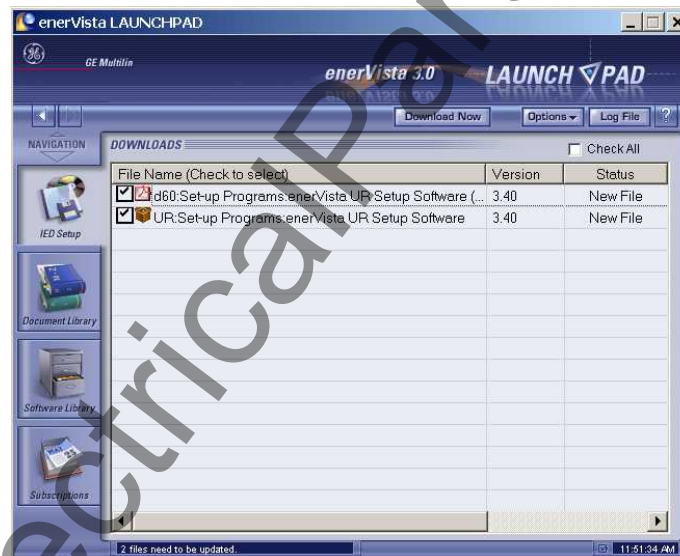 enerVista LAUNCHPAD
GE Multilin
enerVista 3.0 LAUNCH PAD
Download Now Options Log File ?
NAVIGATION
DOWNLOADS
Check All
File Name (Check to select) Version Status
d60:Set-up Programs:enerVista UR Setup Software (... 3.40 New File
UR:Set-up Programs:enerVista UR Setup Software 3.40 New File
IED Setup
Document Library
Software Library
Subscriptions
2 files need to be updated.
11:51:34 AM